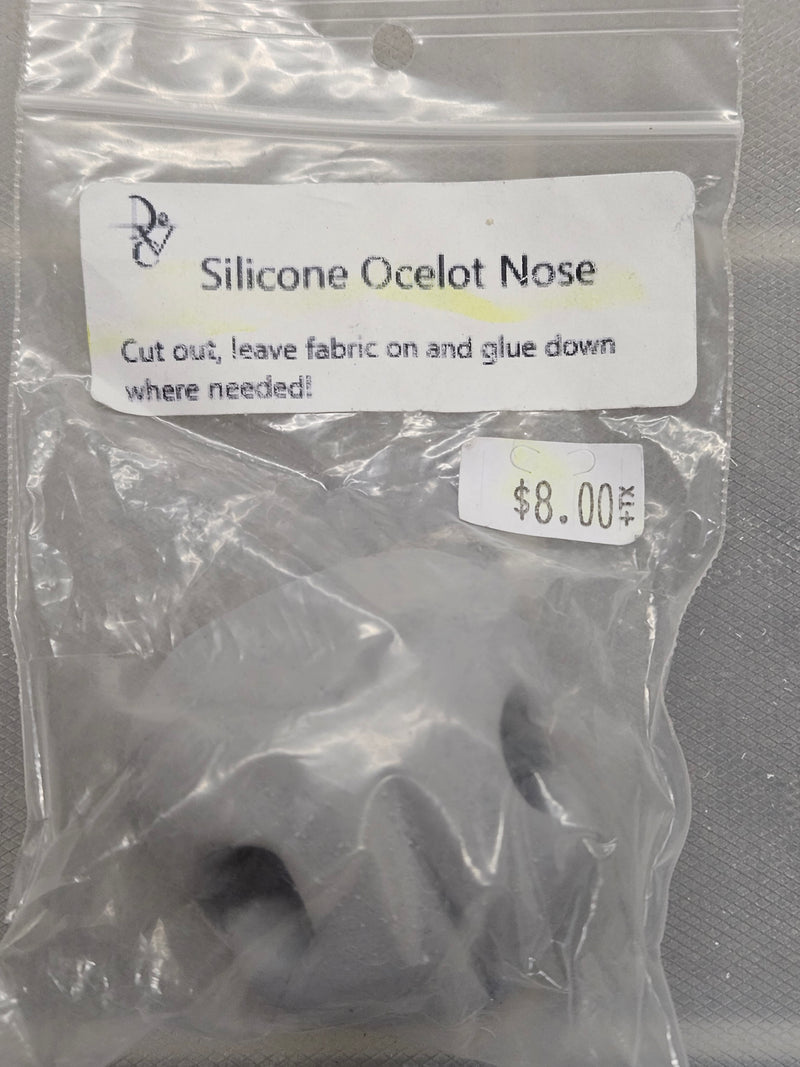 Silicone Ocelot Nose
Cut out, leave fabric on and glue down
where needed!
$8.00